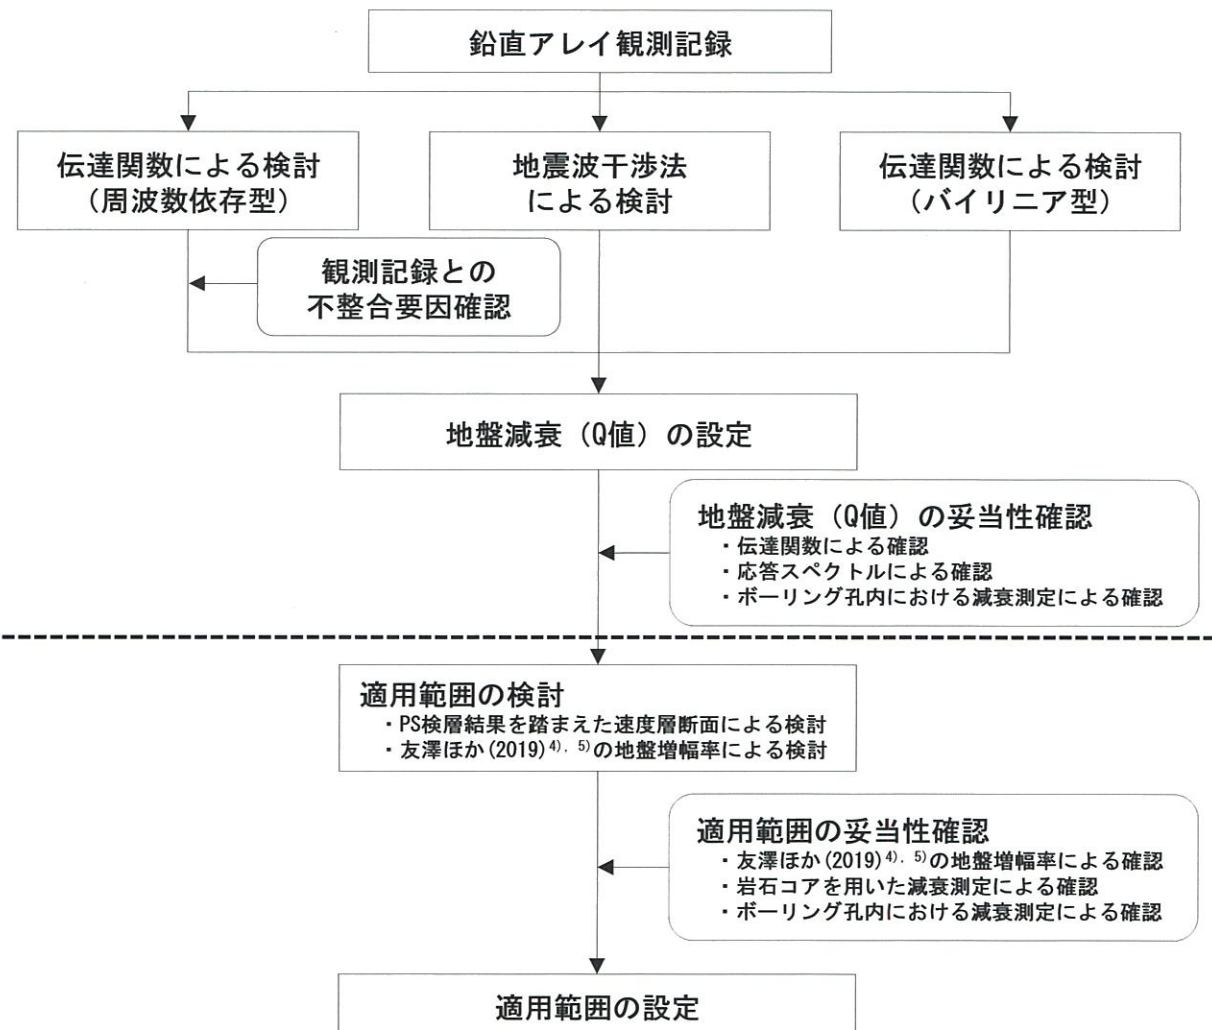 鉛直アレイ観測記録
伝達関数による検討
（周波数依存型）
地震波干渉法
による検討
伝達関数による検討
（バイリニア型）
観測記録との
不整合要因確認
地盤減衰（Q値）の設定
地盤減衰（Q値）の妥当性確認
・伝達関数による確認
・応答スペクトルによる確認
・ボーリング孔内における減衰測定による確認
適用範囲の検討
・PS検層結果を踏まえた速度層断面による検討
・友澤ほか(2019)4), 5)の地盤増幅率による検討
適用範囲の妥当性確認
・友澤ほか(2019)4), 5)の地盤増幅率による確認
・岩石コアを用いた減衰測定による確認
・ボーリング孔内における減衰測定による確認
適用範囲の設定